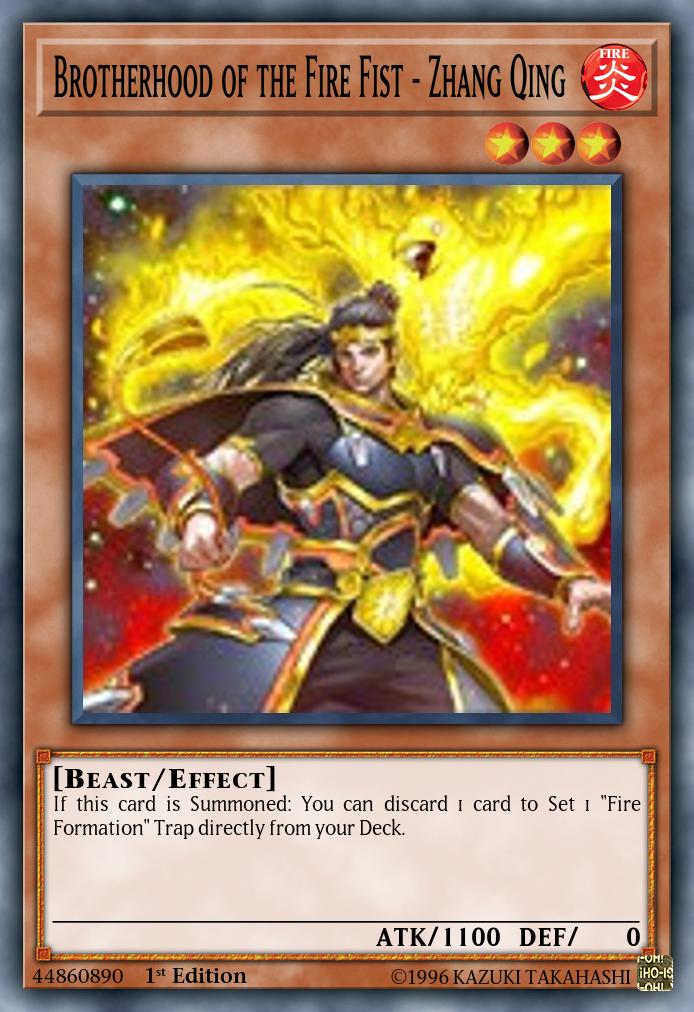 Brotherhood of the Fire Fist - Zhang Qing
FIRE
炎
[Beast/Effect]
If this card is Summoned: You can discard 1 card to Set 1 "Fire
Formation" Trap directly from your Deck.
ATK/1100 DEF/ 0
44860890 1st Edition ©1996 KAZUKI TAKAHASHI